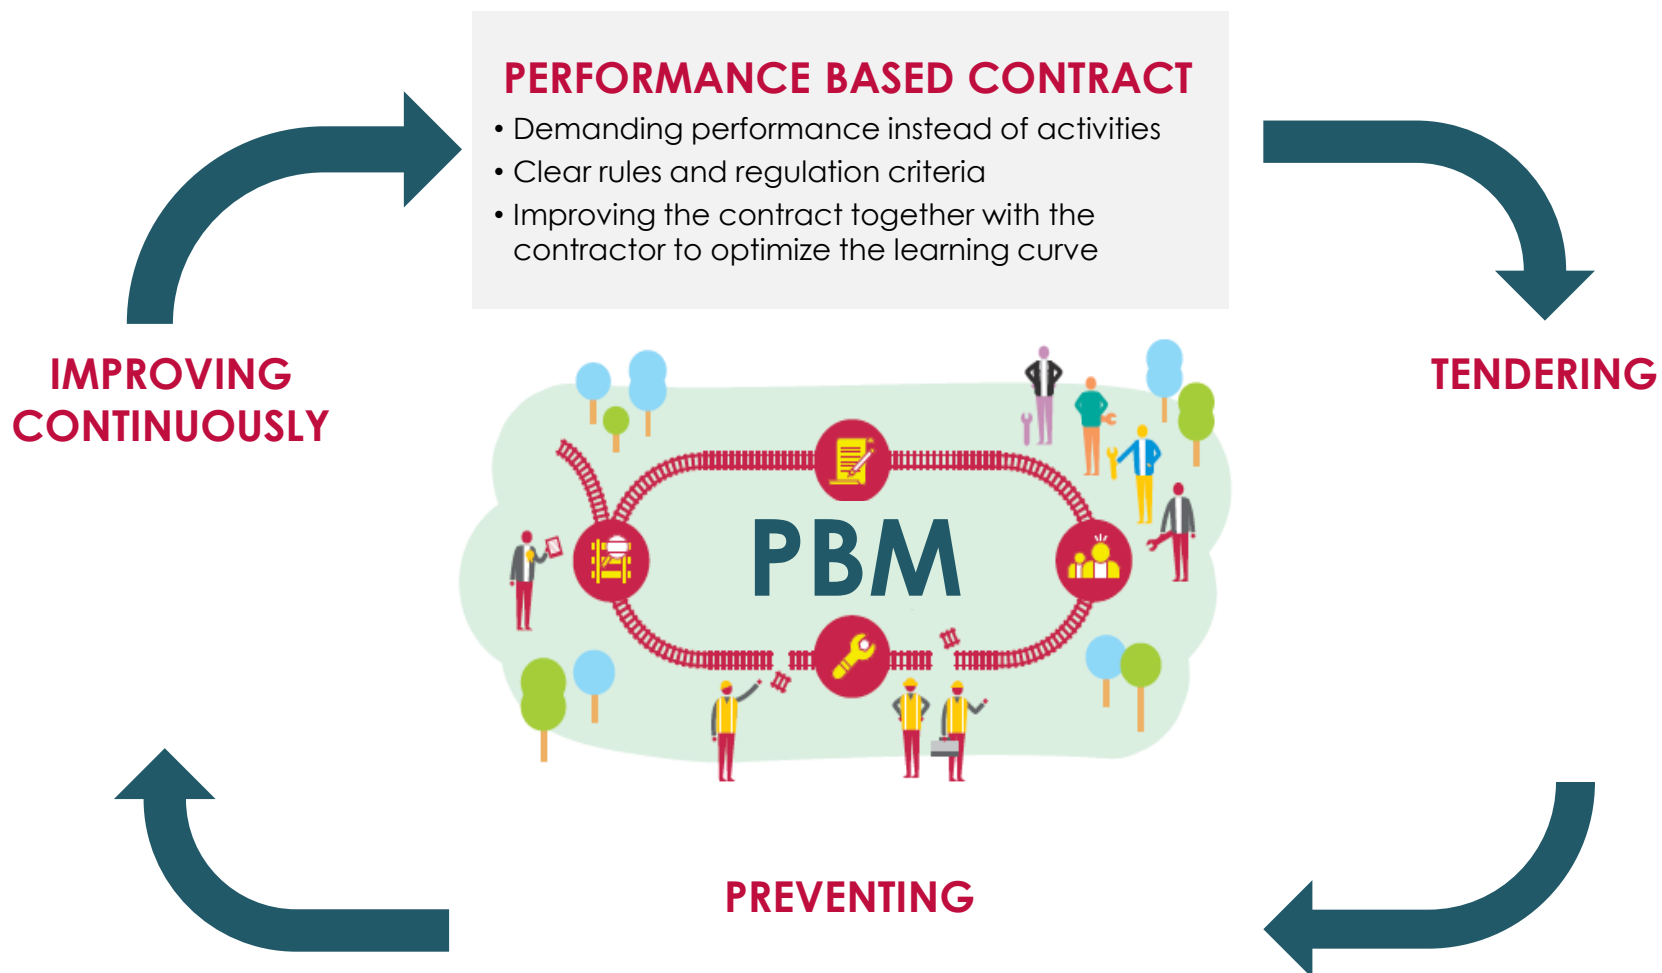 PERFORMANCE BASED CONTRACT
• Demanding performance instead of activities
• Clear rules and regulation criteria
• Improving the contract together with the
contractor to optimize the learning curve
IMPROVING
CONTINUOUSLY
TENDERING
PBM
PREVENTING